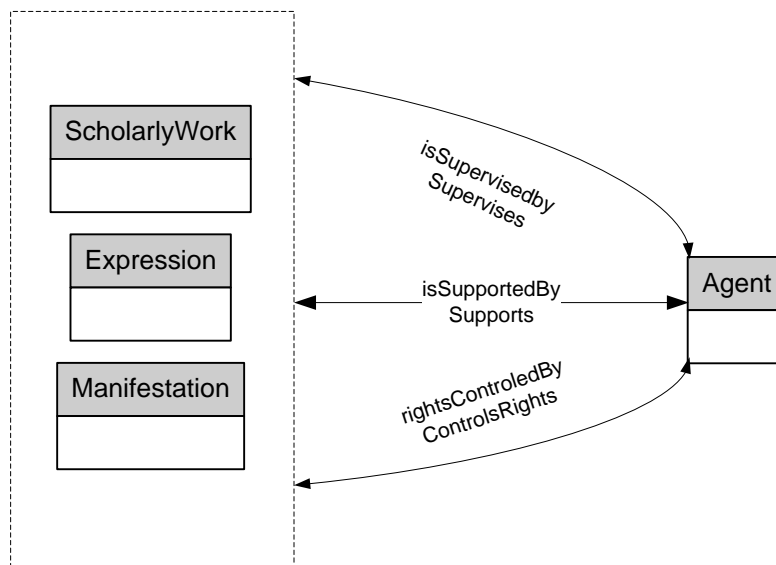 ScholarlyWork
Expression
Manifestation
isSupervisedby
Supervises
isSupportedBy
Supports
rightsControledBy
ControlsRights
Agent